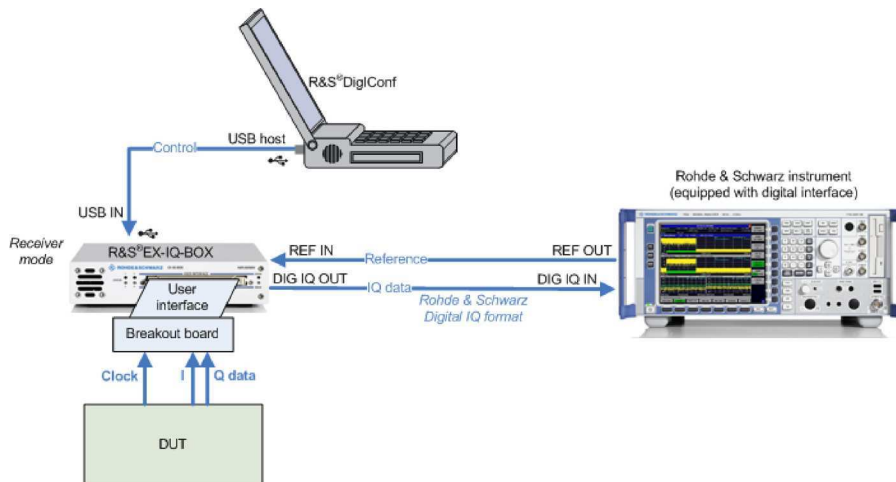 R&S®DigIConf
USB host
Control
USB IN
Rohde & Schwarz instrument
(equipped with digital interface)
Receiver
mode
R&S®EX-IQ-BOX
REF IN
Reference
REF OUT
ROHDE & SCHWARZ
DIG IQ OUT
IQ data
DIG IQ IN
User
interface
Rohde & Schwarz
Digital IQ format
Breakout board
Clock
I
Q data
DUT